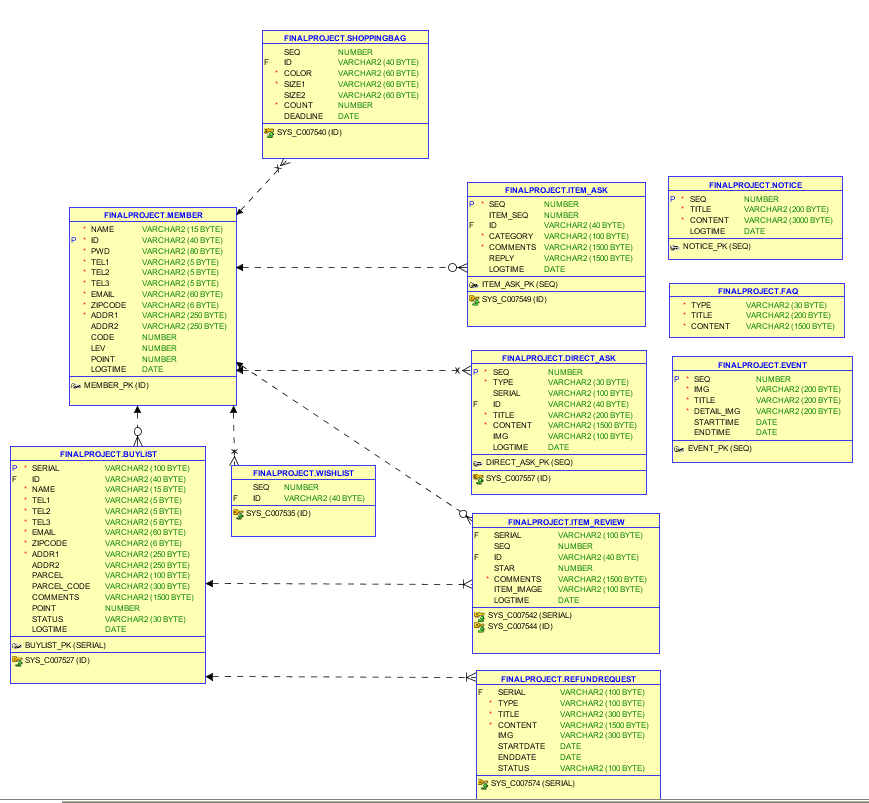 FINALPROJECT.SHOPPINGBAG
SEQ NUMBER
F ID VARCHAR2 (40 BYTE)
* COLOR VARCHAR2 (60 BYTE)
* SIZE1 VARCHAR2 (60 BYTE)
SIZE2 VARCHAR2 (60 BYTE)
* COUNT NUMBER
DEADLINE DATE
SYS_C007540 (ID)
FINALPROJECT.MEMBER
* NAME VARCHAR2 (15 BYTE)
P * ID VARCHAR2 (40 BYTE)
* PWD VARCHAR2 (80 BYTE)
* TEL1 VARCHAR2 (5 BYTE)
* TEL2 VARCHAR2 (5 BYTE)
* TEL3 VARCHAR2 (5 BYTE)
* EMAIL VARCHAR2 (60 BYTE)
* ZIPCODE VARCHAR2 (6 BYTE)
* ADDR1 VARCHAR2 (250 BYTE)
ADDR2 VARCHAR2 (250 BYTE)
CODE NUMBER
LEV NUMBER
POINT NUMBER
LOGTIME DATE
MEMBER_PK (ID)
FINALPROJECT.ITEM_ASK
P * SEQ NUMBER
ITEM_SEQ NUMBER
F ID VARCHAR2 (40 BYTE)
* CATEGORY VARCHAR2 (100 BYTE)
* COMMENTS VARCHAR2 (1500 BYTE)
REPLY VARCHAR2 (1500 BYTE)
LOGTIME DATE
ITEM_ASK_PK (SEQ)
SYS_C007549 (ID)
FINALPROJECT.NOTICE
P * SEQ NUMBER
* TITLE VARCHAR2 (200 BYTE)
* CONTENT VARCHAR2 (3000 BYTE)
LOGTIME DATE
NOTICE_PK (SEQ)
FINALPROJECT.FAQ
* TYPE VARCHAR2 (30 BYTE)
* TITLE VARCHAR2 (200 BYTE)
* CONTENT VARCHAR2 (1500 BYTE)
FINALPROJECT.DIRECT_ASK
P * SEQ NUMBER
* TYPE VARCHAR2 (30 BYTE)
SERIAL VARCHAR2 (100 BYTE)
F ID VARCHAR2 (40 BYTE)
* TITLE VARCHAR2 (200 BYTE)
* CONTENT VARCHAR2 (1500 BYTE)
IMG VARCHAR2 (100 BYTE)
LOGTIME DATE
DIRECT_ASK_PK (SEQ)
SYS_C007557 (ID)
FINALPROJECT.EVENT
P * SEQ NUMBER
* IMG VARCHAR2 (200 BYTE)
* TITLE VARCHAR2 (200 BYTE)
* DETAIL_IMG VARCHAR2 (200 BYTE)
STARTTIME DATE
ENDTIME DATE
EVENT_PK (SEQ)
FINALPROJECT.BUYLIST
P * SERIAL VARCHAR2 (100 BYTE)
F ID VARCHAR2 (40 BYTE)
* NAME VARCHAR2 (15 BYTE)
* TEL1 VARCHAR2 (5 BYTE)
* TEL2 VARCHAR2 (5 BYTE)
* TEL3 VARCHAR2 (5 BYTE)
* EMAIL VARCHAR2 (60 BYTE)
* ZIPCODE VARCHAR2 (6 BYTE)
* ADDR1 VARCHAR2 (250 BYTE)
ADDR2 VARCHAR2 (250 BYTE)
PARCEL VARCHAR2 (100 BYTE)
PARCEL_CODE VARCHAR2 (300 BYTE)
COMMENTS VARCHAR2 (1500 BYTE)
POINT NUMBER
STATUS VARCHAR2 (30 BYTE)
LOGTIME DATE
BUYLIST_PK (SERIAL)
SYS_C007527 (ID)
FINALPROJECT.WISHLIST
SEQ NUMBER
F ID VARCHAR2 (40 BYTE)
SYS_C007535 (ID)
FINALPROJECT.ITEM_REVIEW
F SERIAL VARCHAR2 (100 BYTE)
SEQ NUMBER
F ID VARCHAR2 (40 BYTE)
STAR NUMBER
* COMMENTS VARCHAR2 (1500 BYTE)
ITEM_IMAGE VARCHAR2 (100 BYTE)
LOGTIME DATE
SYS_C007542 (SERIAL)
SYS_C007544 (ID)
FINALPROJECT.REFUNDREQUEST
F SERIAL VARCHAR2 (100 BYTE)
* TYPE VARCHAR2 (100 BYTE)
* TITLE VARCHAR2 (300 BYTE)
* CONTENT VARCHAR2 (1500 BYTE)
IMG VARCHAR2 (300 BYTE)
STARTDATE DATE
ENDDATE DATE
STATUS VARCHAR2 (100 BYTE)
SYS_C007574 (SERIAL)